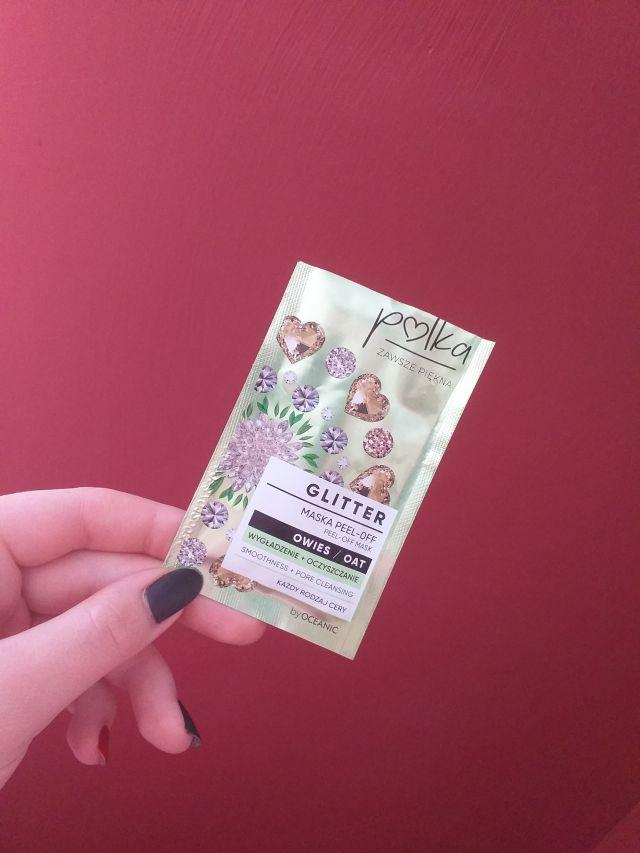 polka
ZAWSZE PIĘKNA
GLITTER
MASKA PEEL-OFF
PEEL-OFF MASK
OWIES / OAT
WYGŁADZENIE + OCZYSZCZANIE
SMOOTHNESS + PORE CLEANSING
KAŻDY RODZAJ CERY
by OCEANIC